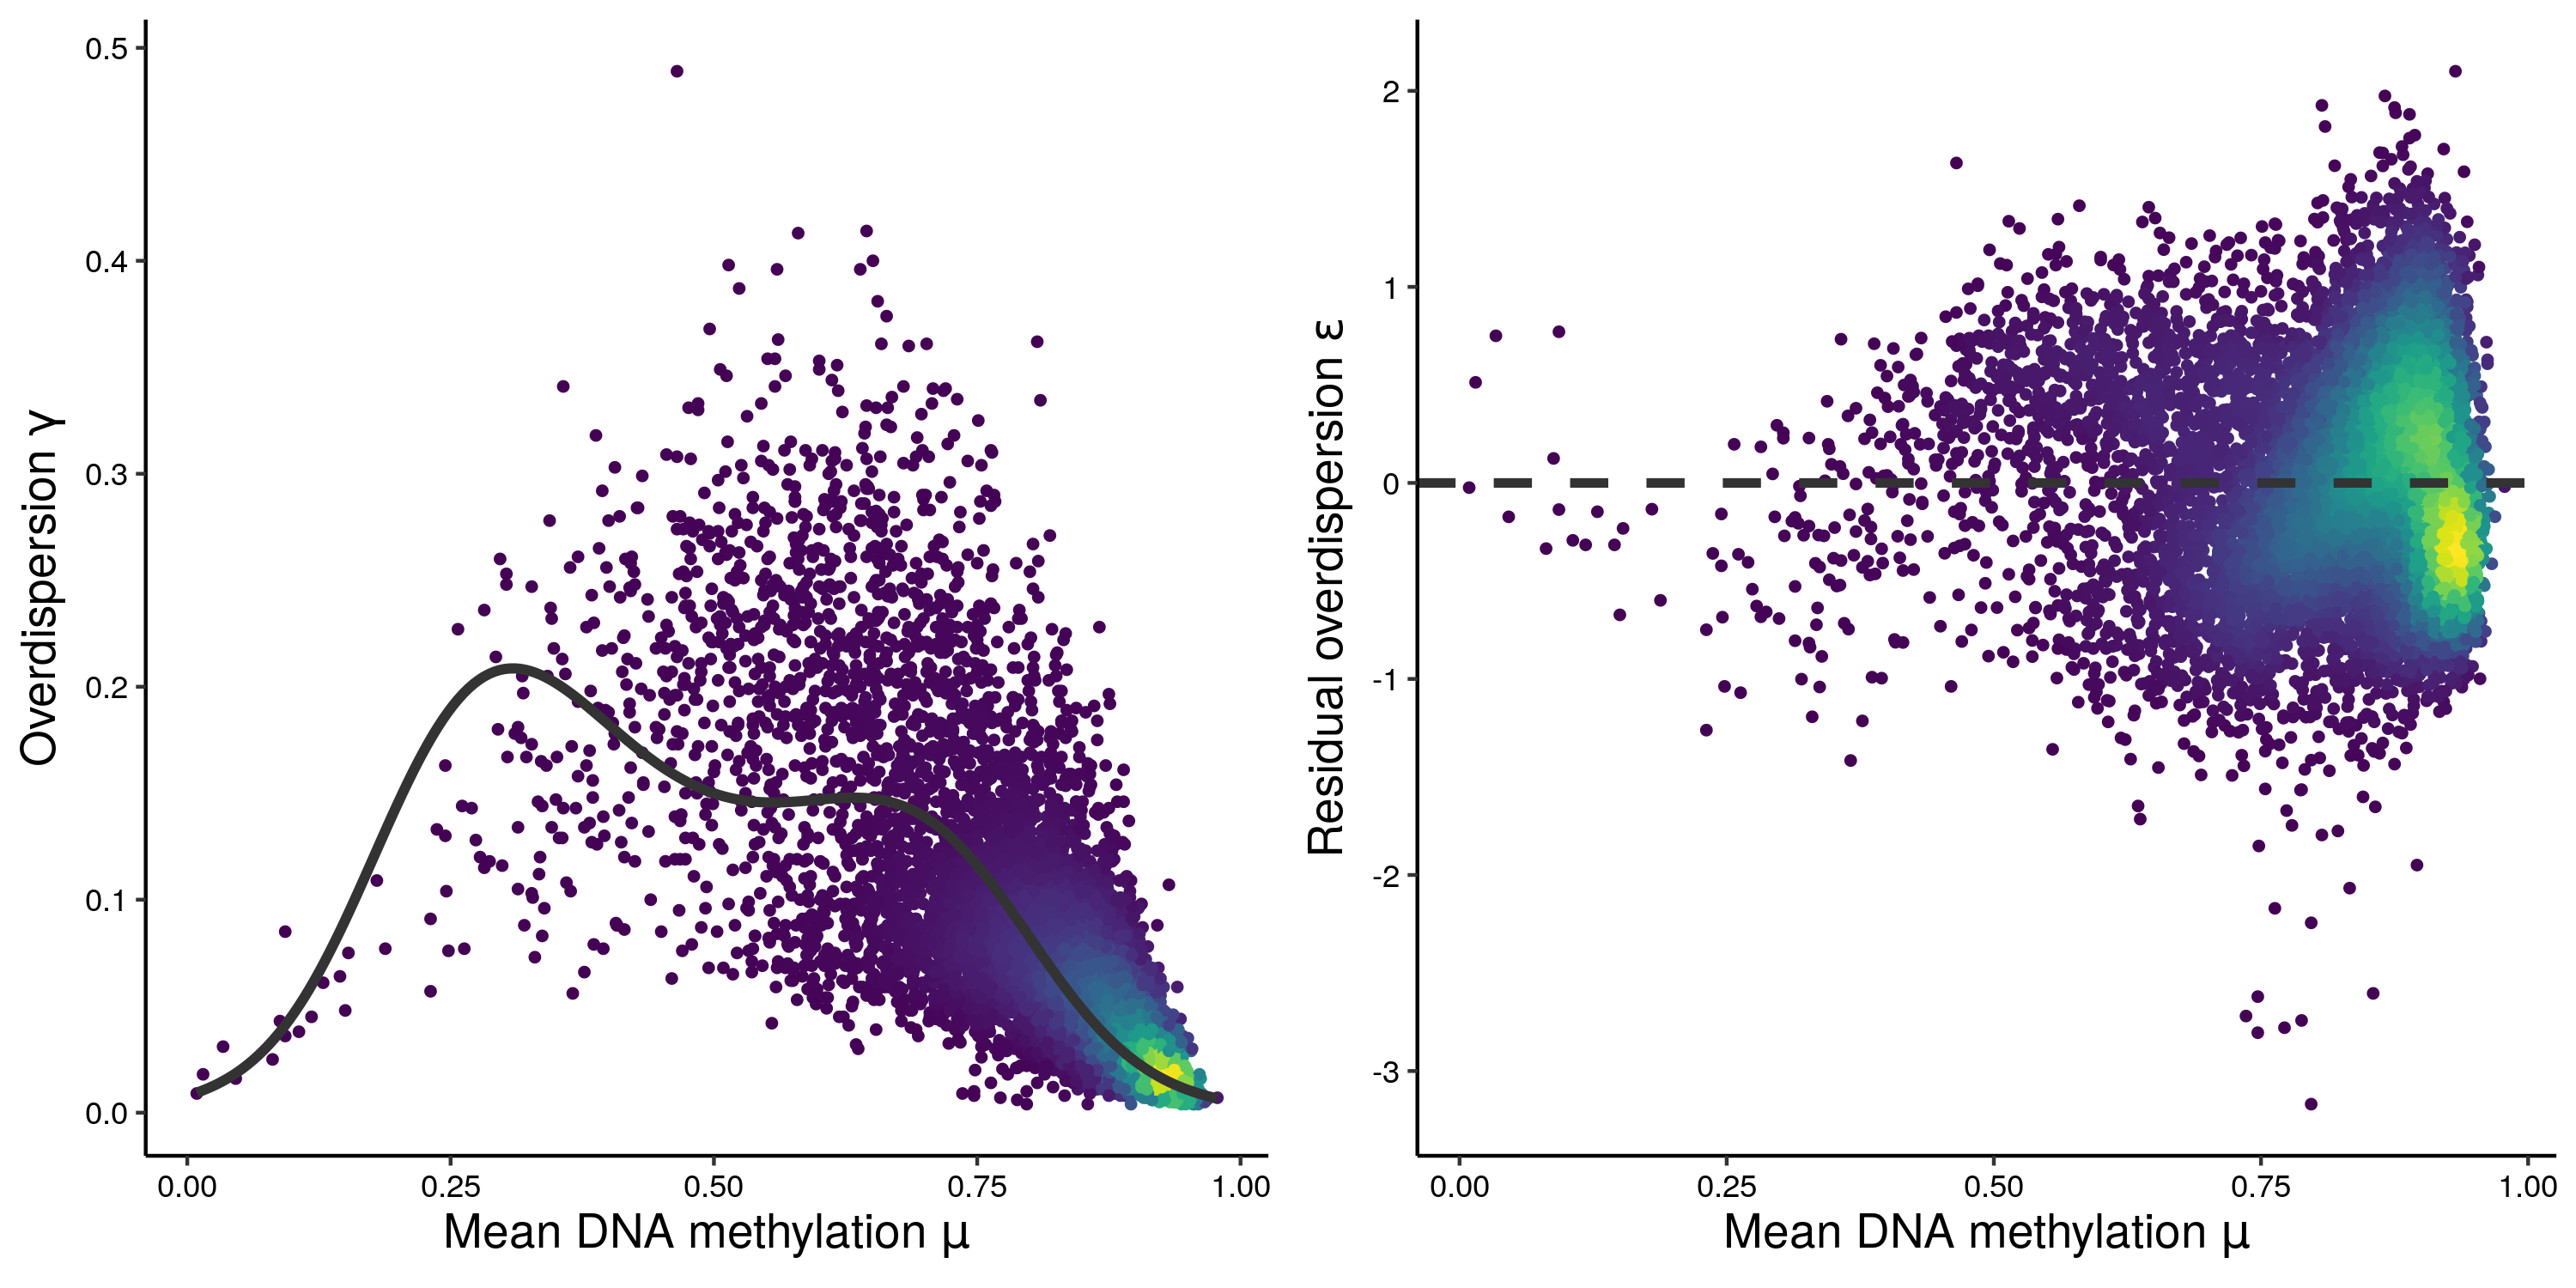 Overdispersion γ
0.5
0.4
0.3
0.2
0.1
0.0
0.00 0.25 0.50 0.75 1.00
Mean DNA methylation μ
Residual overdispersion ε
2
1
0
-1
-2
-3
0.00 0.25 0.50 0.75 1.00
Mean DNA methylation μ